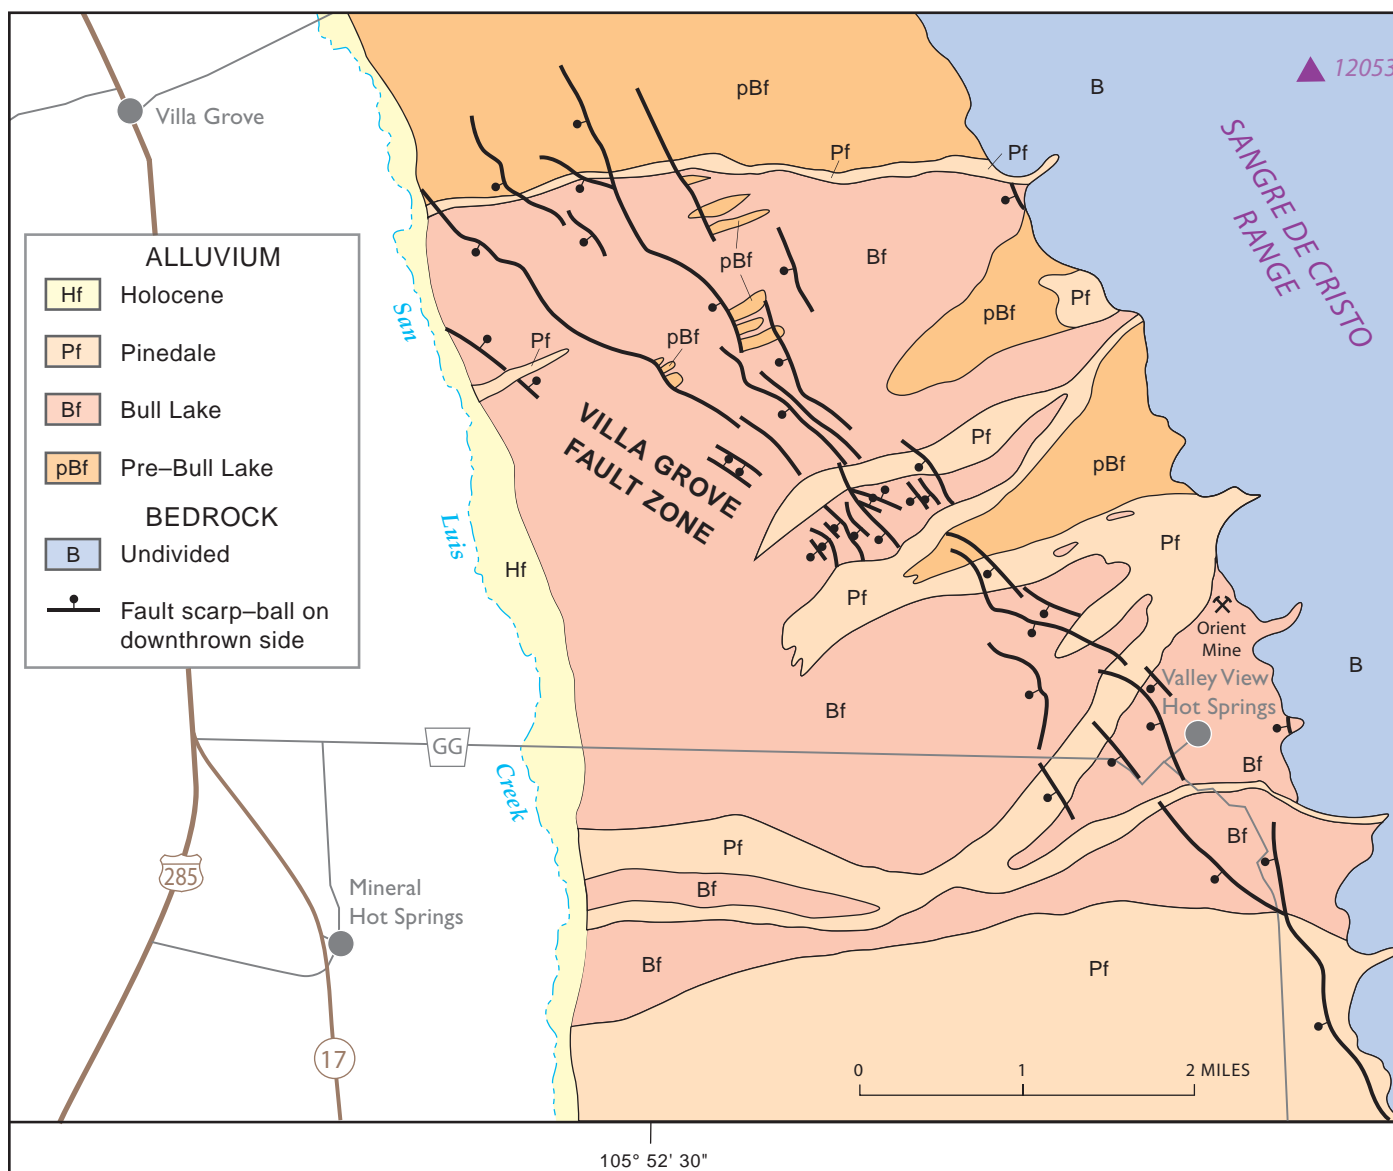 pBf
B
12053
Villa Grove
Pf
Pf
SANGRE DE CRISTO
RANGE
ALLUVIUM
Hf Holocene
Pf Pinedale
Bf Bull Lake
pBf Pre–Bull Lake
BEDROCK
B Undivided
Fault scarp–ball on
downthrown side
Bf
pBf
Pf
pBf
San
Pf
pBf
VILLA GROVE
FAULT ZONE
Pf
pBf
Luis
Pf
Hf
Pf
Orient
Mine
B
Valley View
Hot Springs
Bf
GG
Creek
Bf
Pf
Bf
285
Bf
Mineral
Hot Springs
Bf
Pf
17
0 1 2 MILES
105° 52' 30"